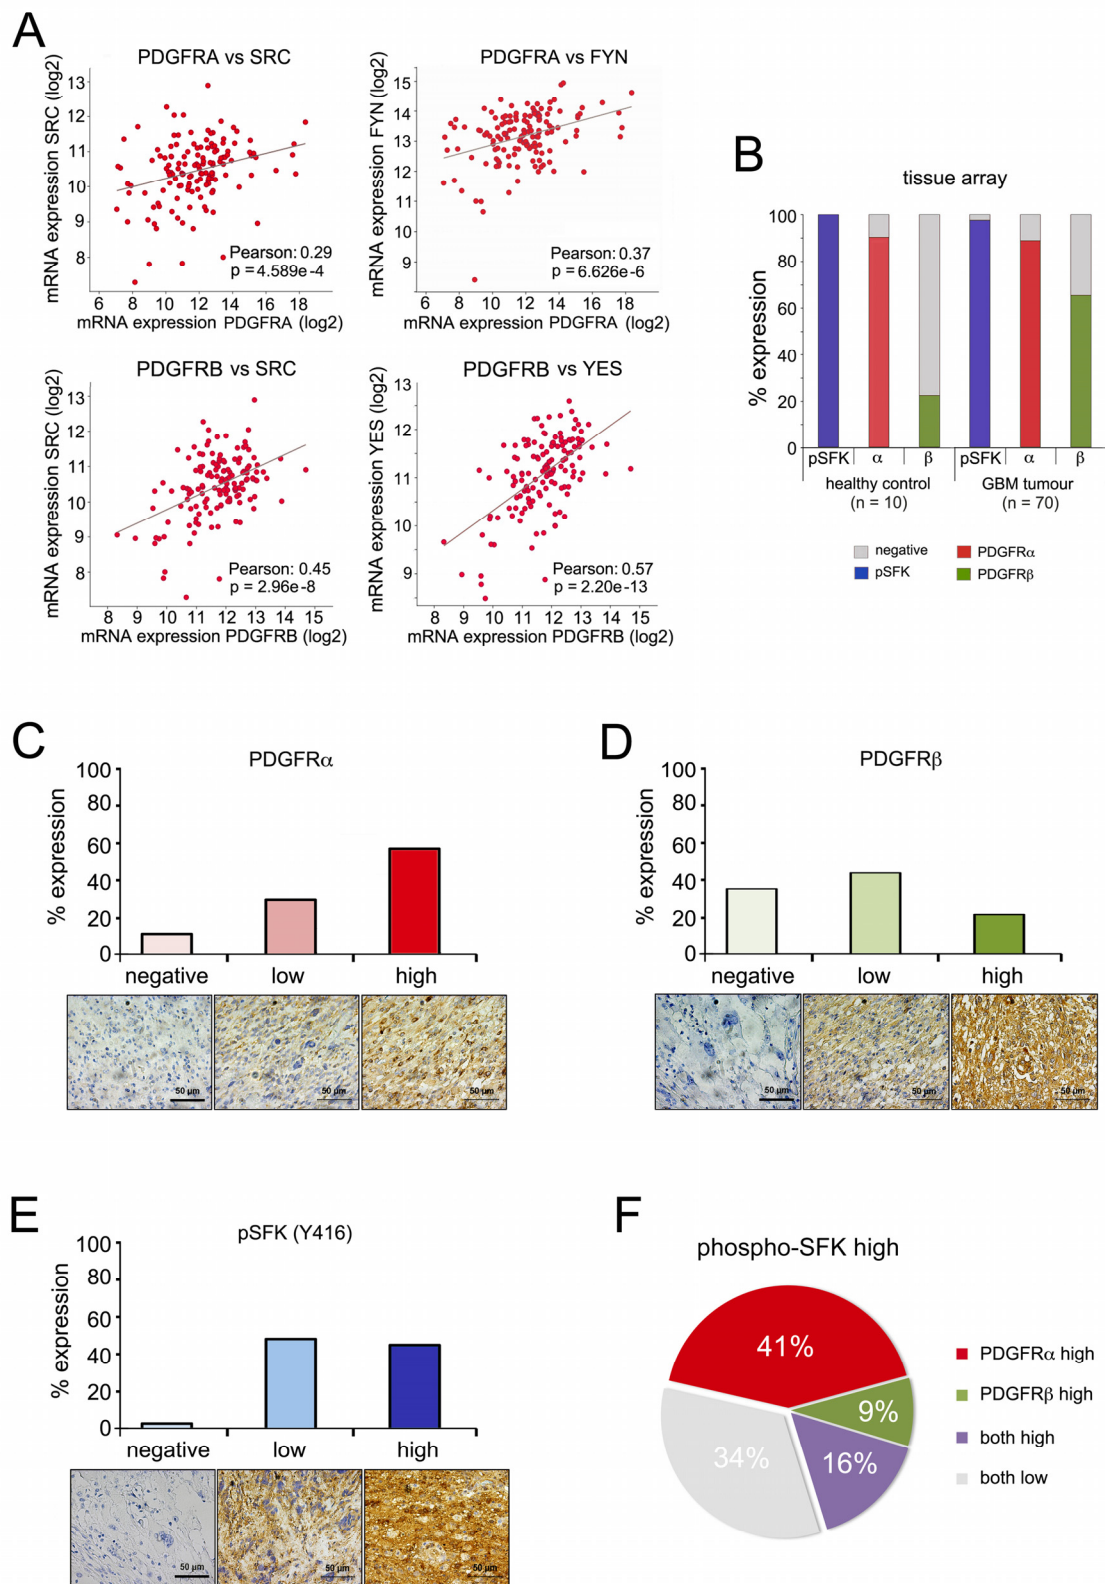 A
PDGFRA vs SRC
mRNA expression SRC (log2)
13
12
11
10
9
8
6 8 10 12 14 16 18
mRNA expression PDGFRA (log2)
Pearson: 0.29
p = 4.589e-4
PDGFRA vs FYN
mRNA expression FYN (log2)
15
14
13
12
11
10
9
6 8 10 12 14 16 18
mRNA expression PDGFRA (log2)
Pearson: 0.37
p = 6.626e-6
PDGFRB vs SRC
mRNA expression SRC (log2)
13
12
11
10
9
8
8 9 10 11 12 13 14 15
mRNA expression PDGFRB (log2)
Pearson: 0.45
p = 2.96e-8
PDGFRB vs YES
mRNA expression YES (log2)
13
12
11
10
9
8 9 10 11 12 13 14 15
mRNA expression PDGFRB (log2)
Pearson: 0.57
p = 2.20e-13
B
tissue array
% expression
100
80
60
40
20
0
pSFK α β pSFK α β
healthy control GBM tumour
(n = 10) (n = 70)
negative PDGFRα
pSFK PDGFRβ
C
PDGFRα
% expression
100
80
60
40
20
0
negative low high
50 µm 50 µm 50 µm
D
PDGFRβ
% expression
100
80
60
40
20
0
negative low high
50 µm 50 µm 50 µm
E
pSFK (Y416)
% expression
100
80
60
40
20
0
negative low high
50 µm 50 µm 50 µm
F
phospho-SFK high
41%
9%
16%
34%
PDGFRα high
PDGFRβ high
both high
both low